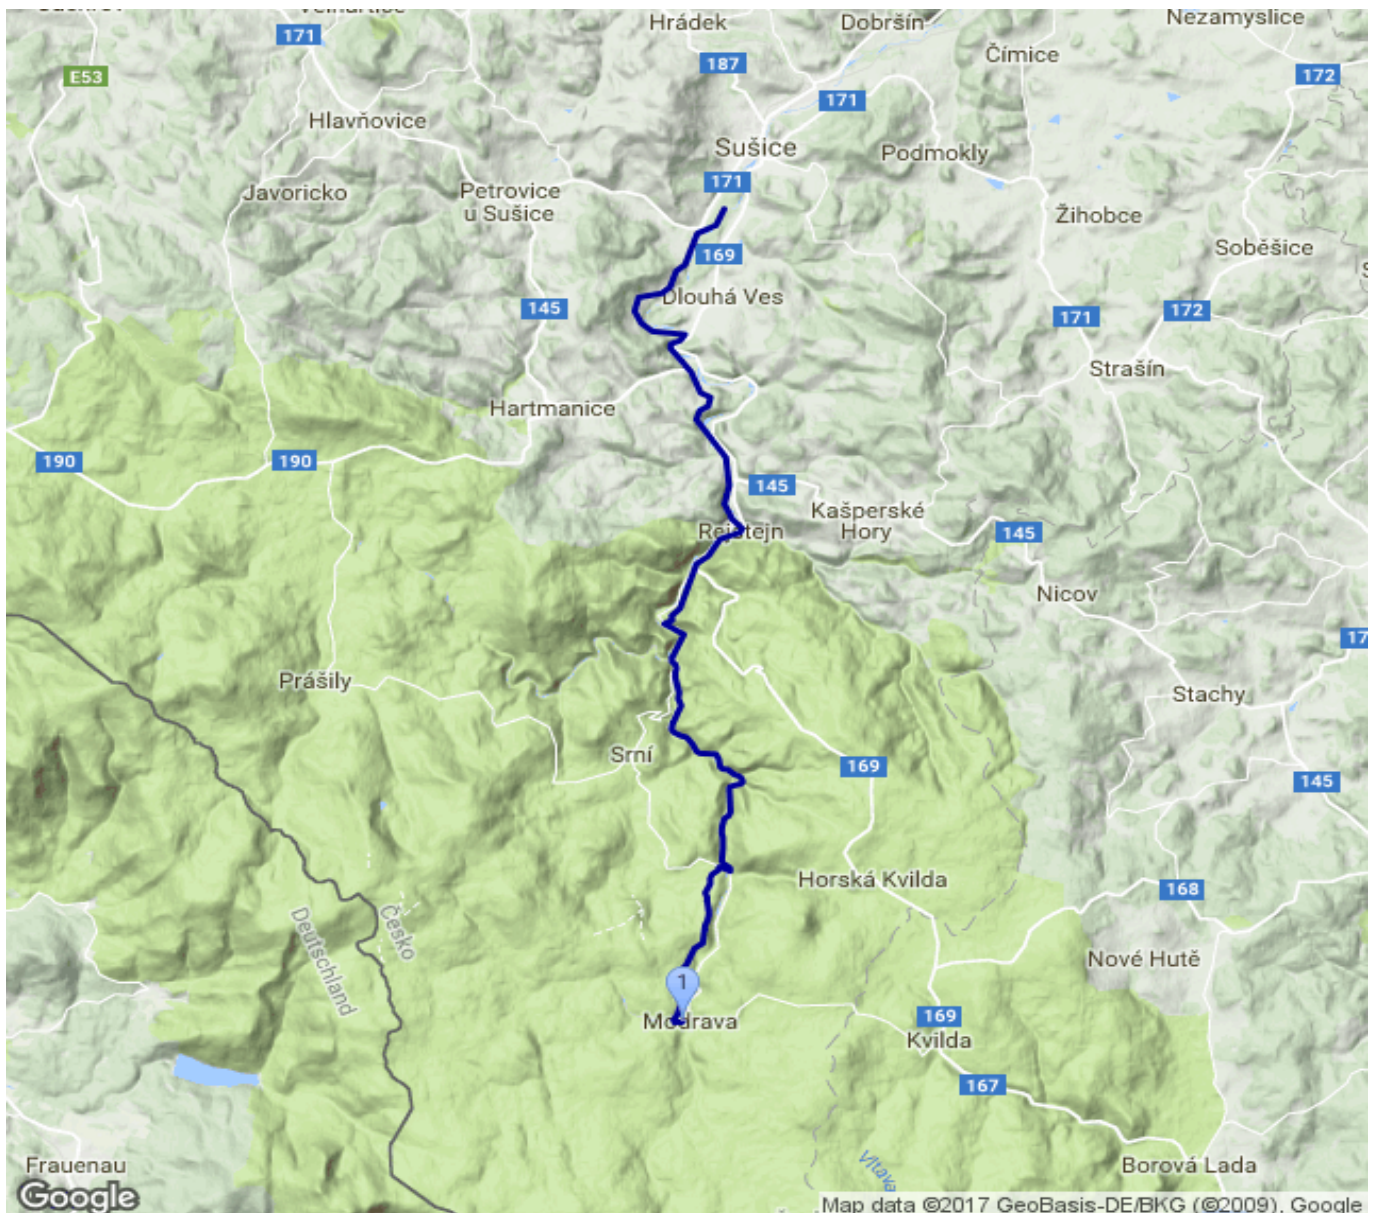 171
Hrádek
Dobršín
Nezamyslice
Čímice
E53
187
172
171
Hlavňovice
Sušice
Podmokly
Javoricko
Petrovice
u Sušice
171
Žihobce
Soběšice
169
Dlouhá Ves
145
171
172
Strašín
Hartmanice
190
190
145
Kašperské
Hory
Rejstejn
145
Nicov
Prášily
Stachy
Srní
169
145
Horská Kvilda
168
Deutschland
Česko
Nové Hutě
1
Modrava
169
Kvilda
167
Vltava
Frauenau
Borová Lada
Google
Map data ©2017 GeoBasis-DE/BKG (©2009), Google